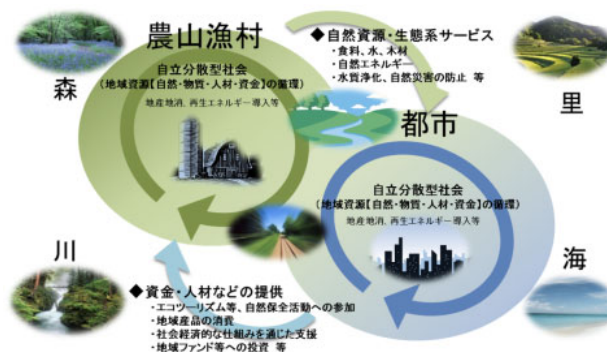 農山漁村
自立分散型社会
(地域資源【自然・物質・人材・資金】の循環)
地産地消、再生エネルギー導入等
森
◆自然資源・生態系サービス
・食料、水、木材
・自然エネルギー
・水質浄化、自然災害の防止 等
里
都市
自立分散型社会
(地域資源【自然・物質・人材・資金】の循環)
地産地消、再生エネルギー導入等
川
◆資金・人材などの提供
・エコツーリズム等、自然保全活動への参加
・地域産品の消費
・社会経済的な仕組みを通じた支援
・地域ファンド等への投資 等
海